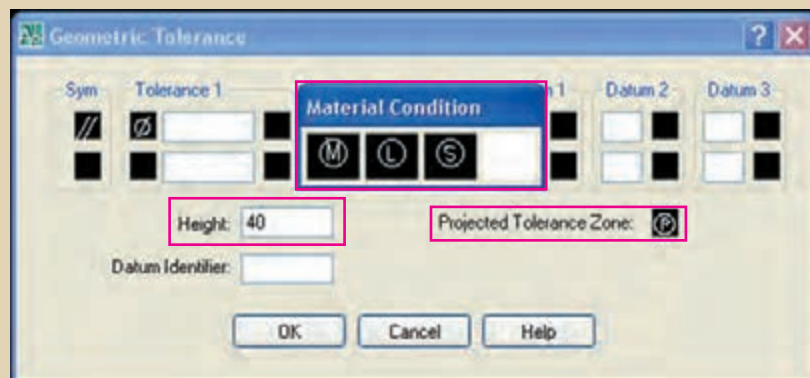 Geometric Tolerance
Sym Tolerance 1 1 Datum 2 Datum 3
Material Condition
// Ø
Ⓜ Ⓛ Ⓢ
Height: 40 Projected Tolerance Zone: Ⓟ
Datum Identifier:
OK Cancel Help